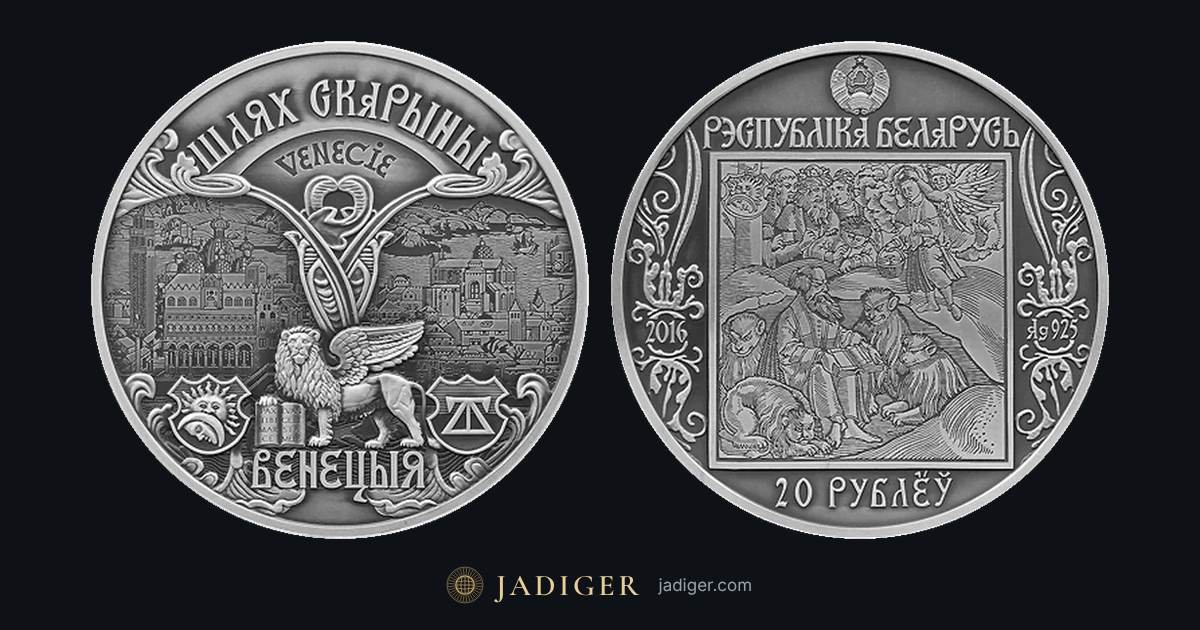 ШЛЯХ СКАРЫНЫ
VENECIE
ВЕНЕЦЫЯ
РЭСПУБЛІКА БЕЛАРУСЬ
2016
Ag 925
20 РУБЛЁЎ
JADIGER
jadiger.com